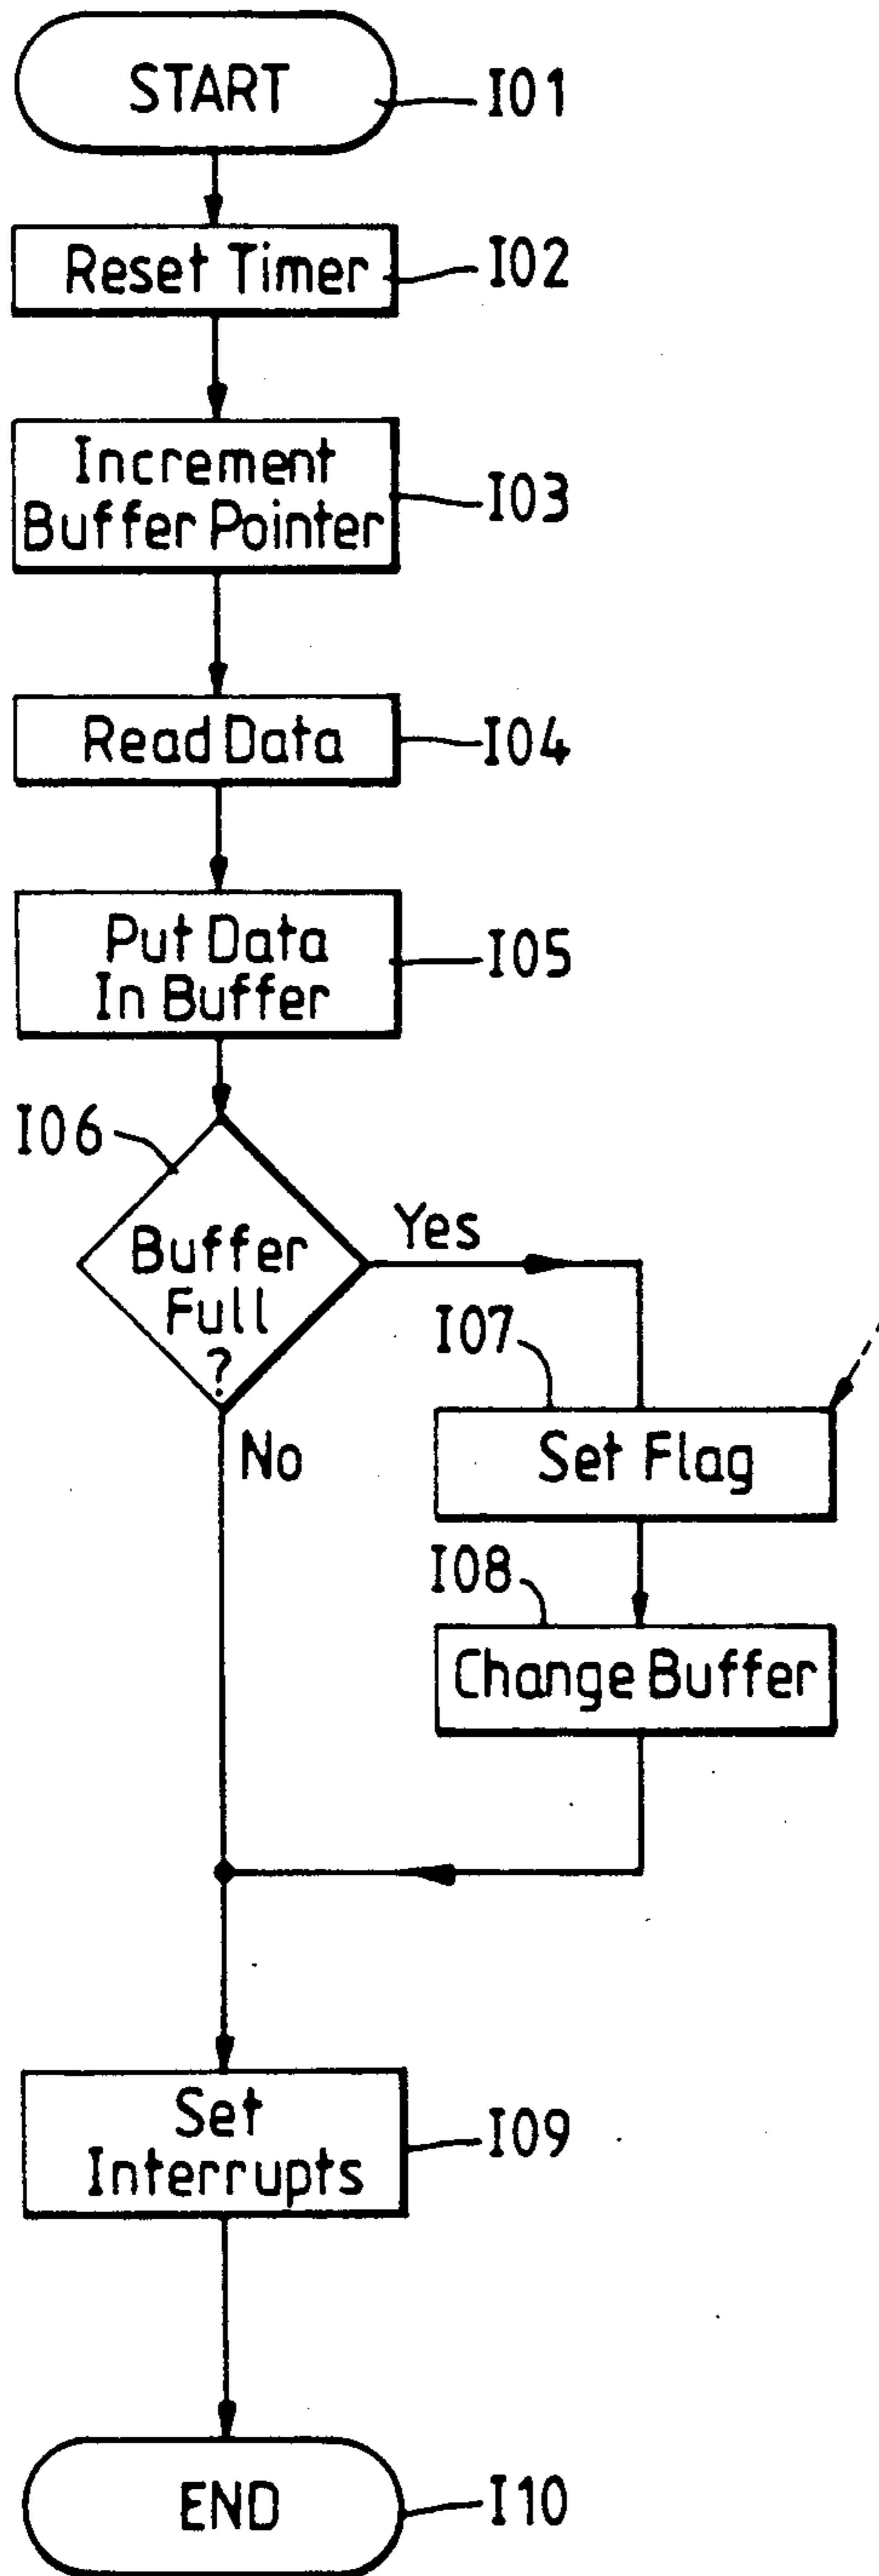 START
I01
Reset Timer
I02
Increment
Buffer Pointer
I03
Read Data
I04
Put Data
In Buffer
I05
I06
Buffer
Full
?
Yes
No
I07
Set Flag
I08
Change Buffer
Set
Interrupts
I09
END
I10